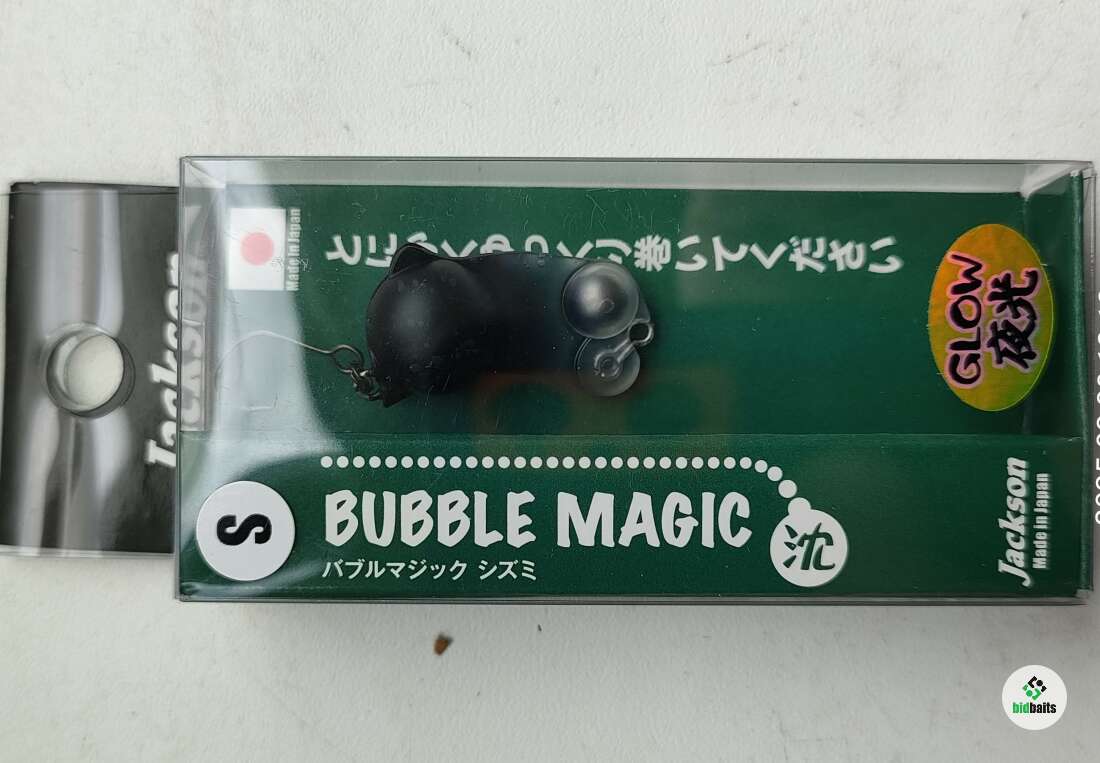 とにかくゆっくり巻いてください
Made in Japan
GLOW
夜光
Jackson
S
BUBBLE MAGIC
沈
バブルマジック シズミ
Jackson
Made in Japan
bidbaits